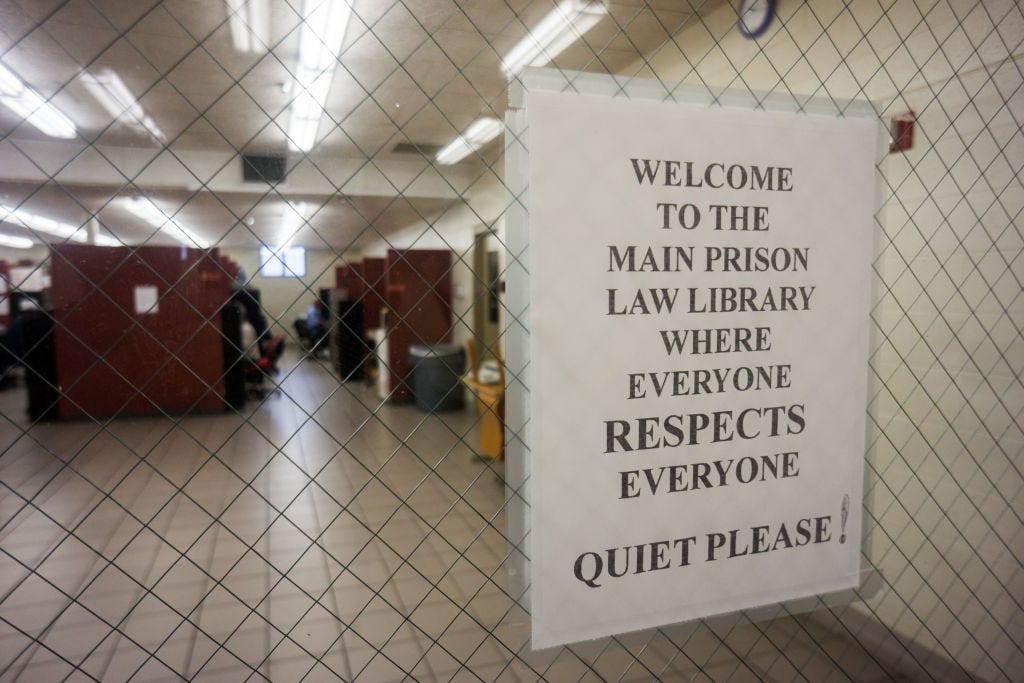 WELCOME
TO THE
MAIN PRISON
LAW LIBRARY
WHERE
EVERYONE
RESPECTS
EVERYONE
QUIET PLEASE!